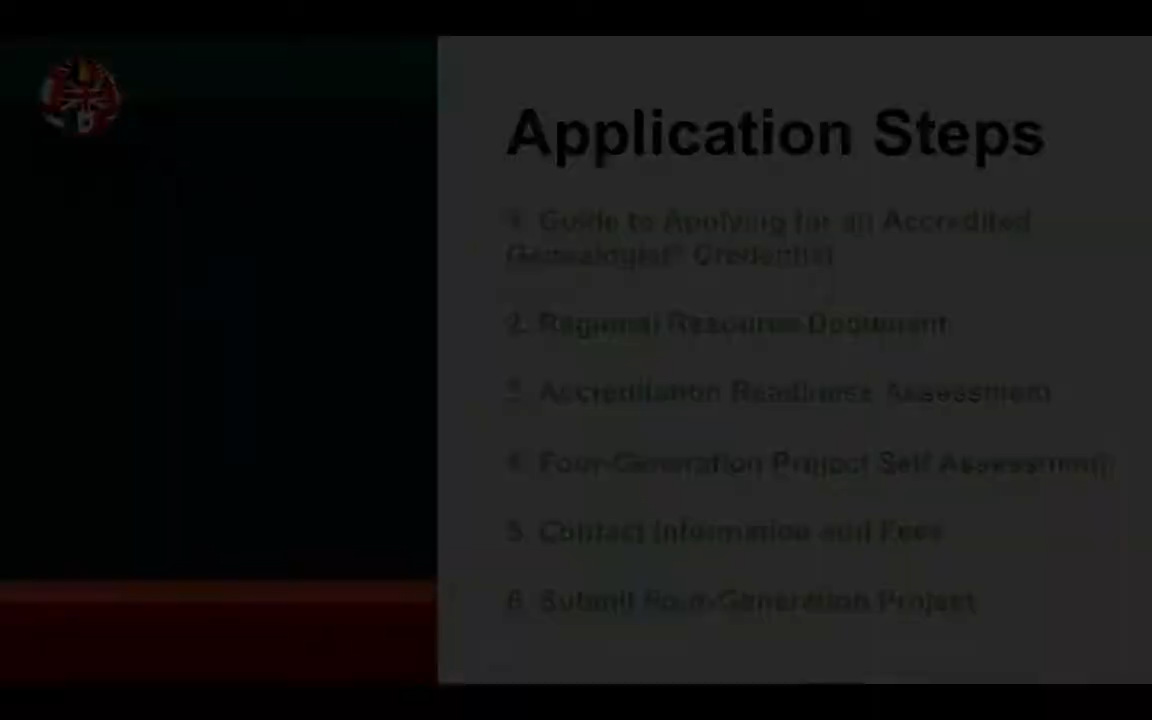 Application Steps
1. Guide to Applying for an Accredited
Genealogist® Credential
2. Regional Resource Document
3. Accreditation Readiness Assessment
4. Four-Generation Project Self Assessment
5. Contact Information and Fees
6. Submit Four-Generation Project